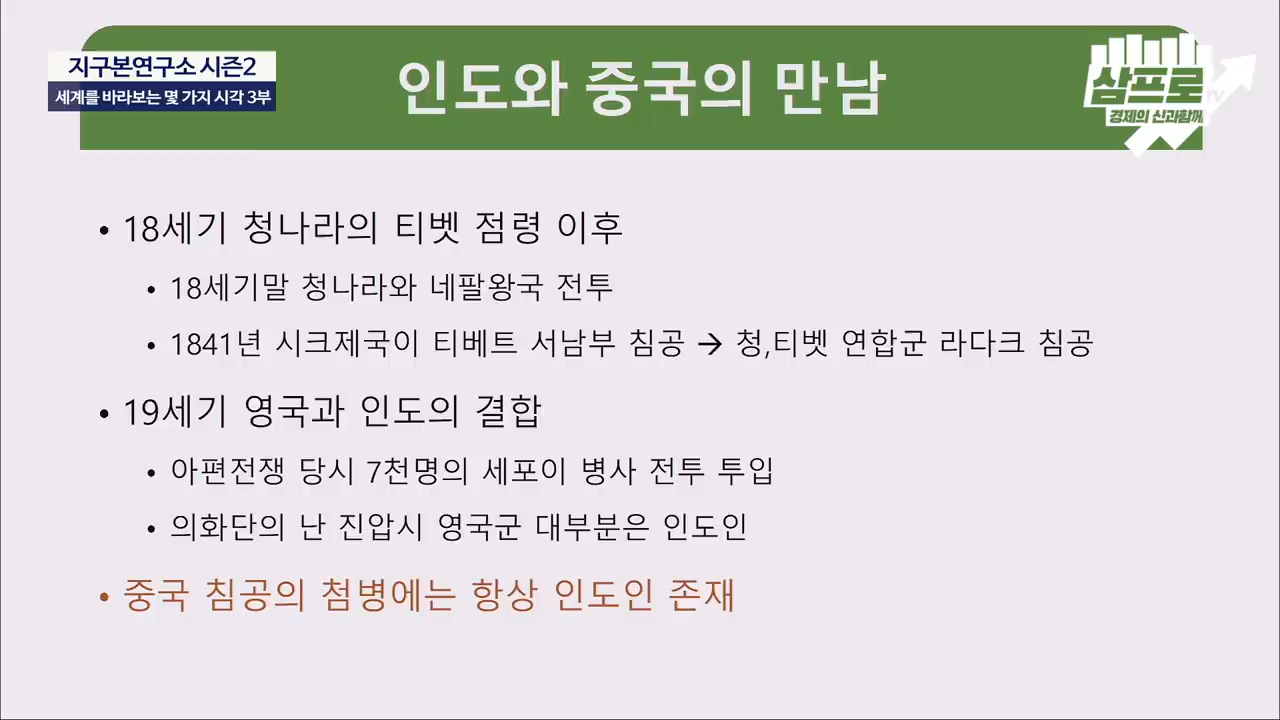 지구본연구소 시즌2
세계를 바라보는 몇 가지 시각 3부
인도와 중국의 만남
삼프로TV
경제의 신과함께
• 18세기 청나라의 티벳 점령 이후
• 18세기말 청나라와 네팔왕국 전투
• 1841년 시크제국이 티베트 서남부 침공 → 청,티벳 연합군 라다크 침공
• 19세기 영국과 인도의 결합
• 아편전쟁 당시 7천명의 세포이 병사 전투 투입
• 의화단의 난 진압시 영국군 대부분은 인도인
• 중국 침공의 첨병에는 항상 인도인 존재